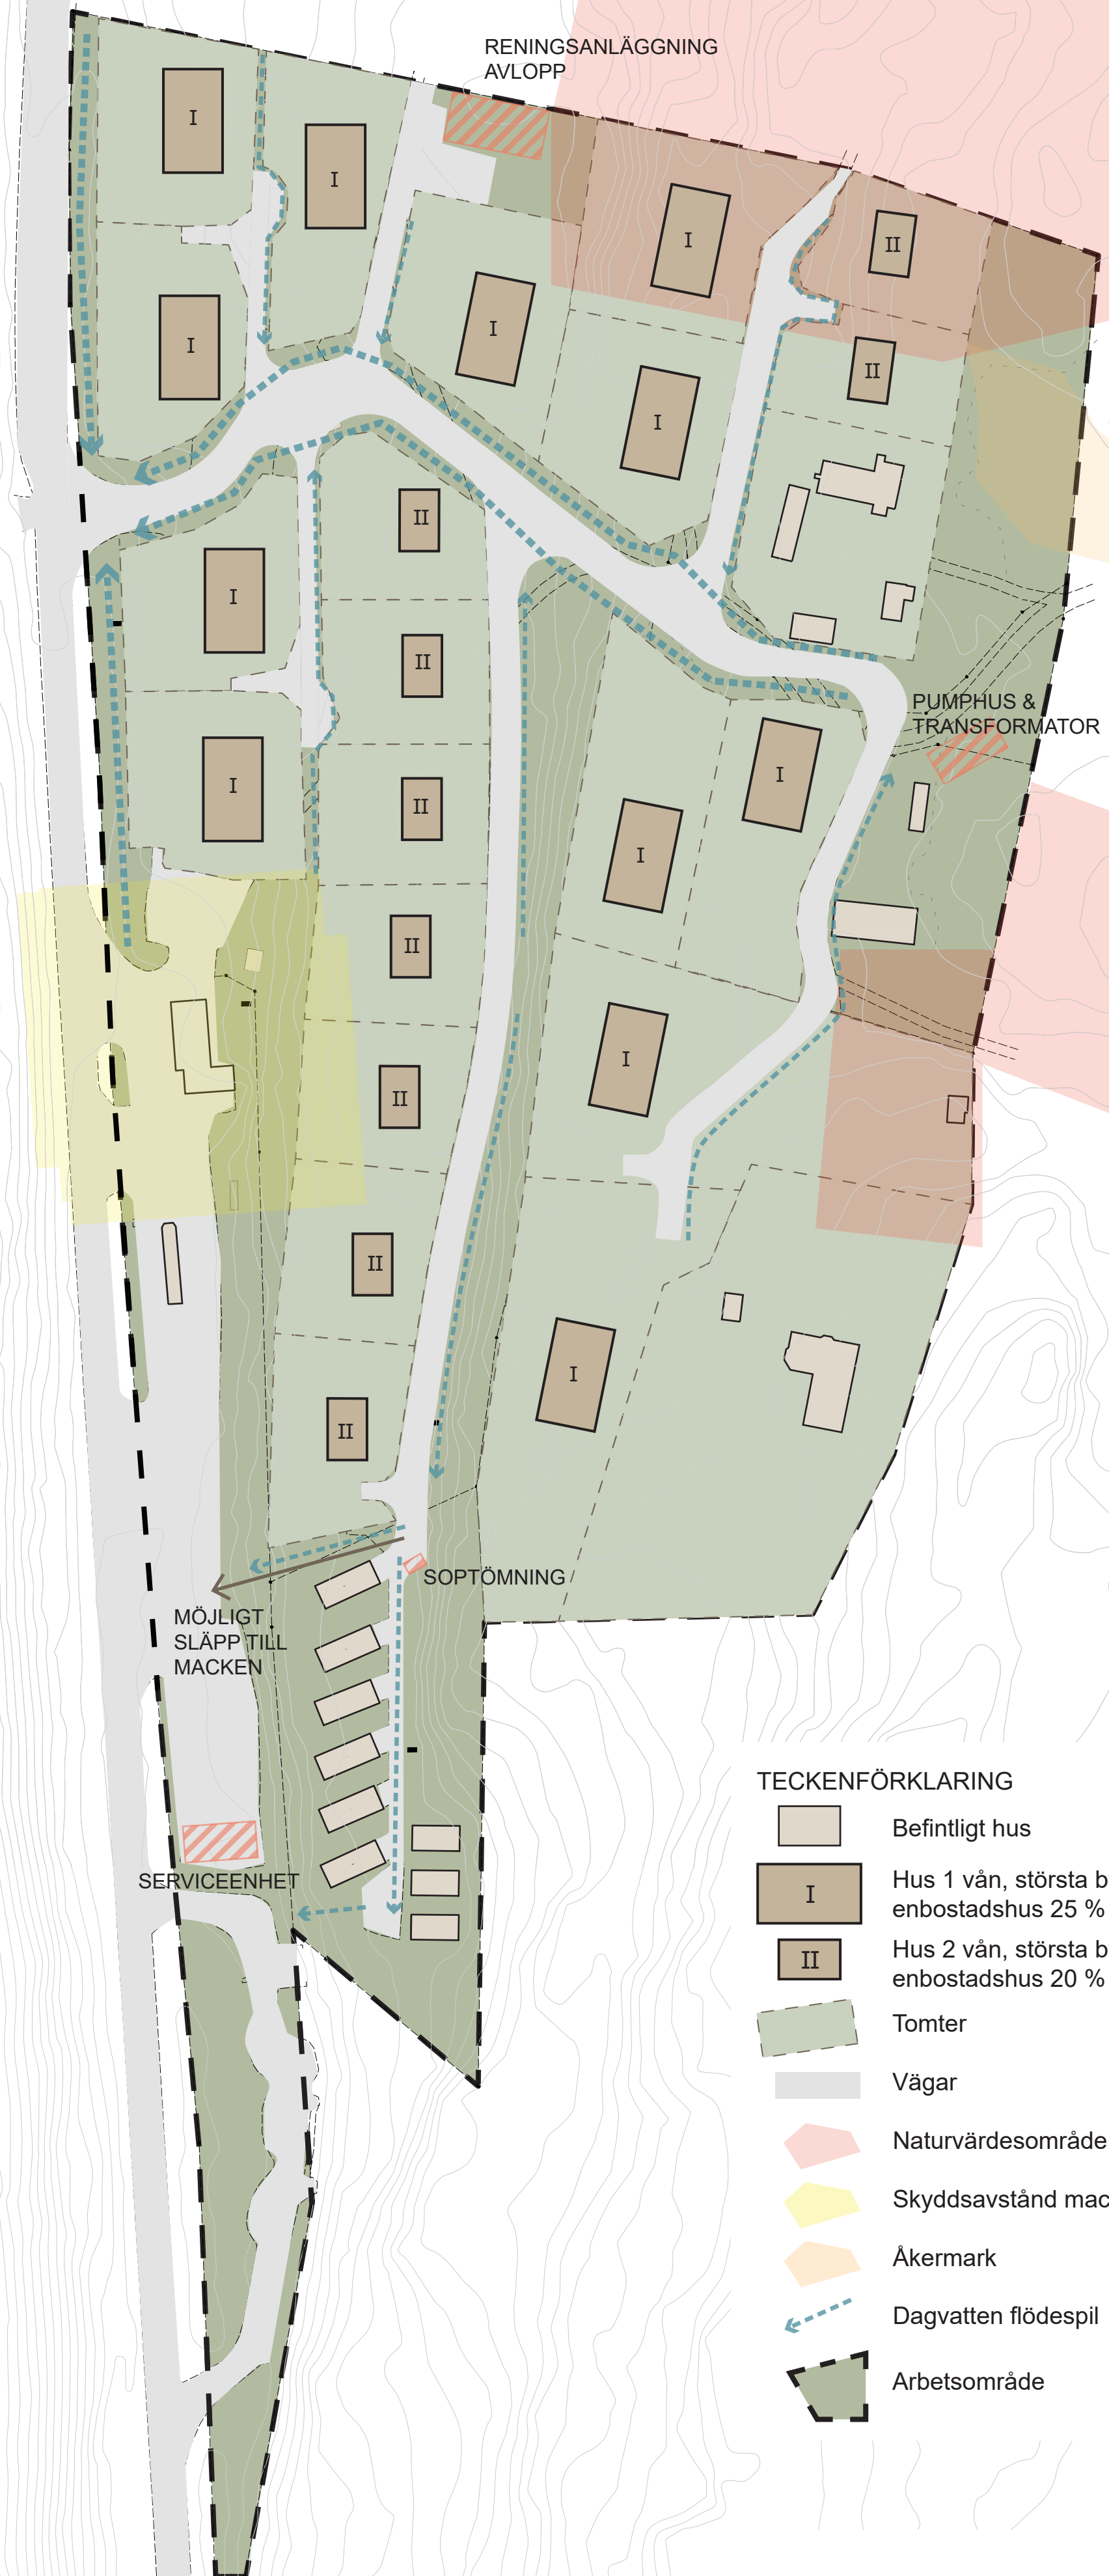 RENINGSANLÄGGNING
AVLOPP
I
I
I
II
I
I
II
I
I
II
I
II
I
II
PUMPHUS &
TRANSFORMATOR
I
I
II
II
I
II
II
I
II
SOPTÖMNING
MÖJLIGT
SLÄPP TILL
MACKEN
SERVICEENHET
TECKENFÖRKLARING
Befintligt hus
I
Hus 1 vån, största b
enbostadshus 25 %
II
Hus 2 vån, största b
enbostadshus 20 %
Tomter
Vägar
Naturvärdesområde
Skyddsavstånd mac
Åkermark
Dagvatten flödespil
Arbetsområde